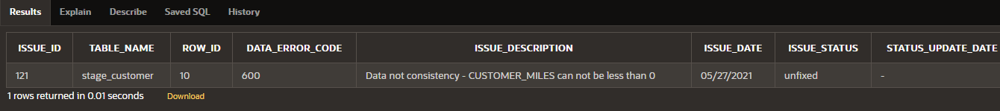 Results Explain Describe Saved SQL History
ISSUE_ID TABLE_NAME ROW_ID DATA_ERROR_CODE ISSUE_DESCRIPTION ISSUE_DATE ISSUE_STATUS STATUS_UPDATE_DATE
121 stage_customer 10 600 Data not consistency - CUSTOMER_MILES can not be less than 0 05/27/2021 unfixed -
1 rows returned in 0.01 seconds Download